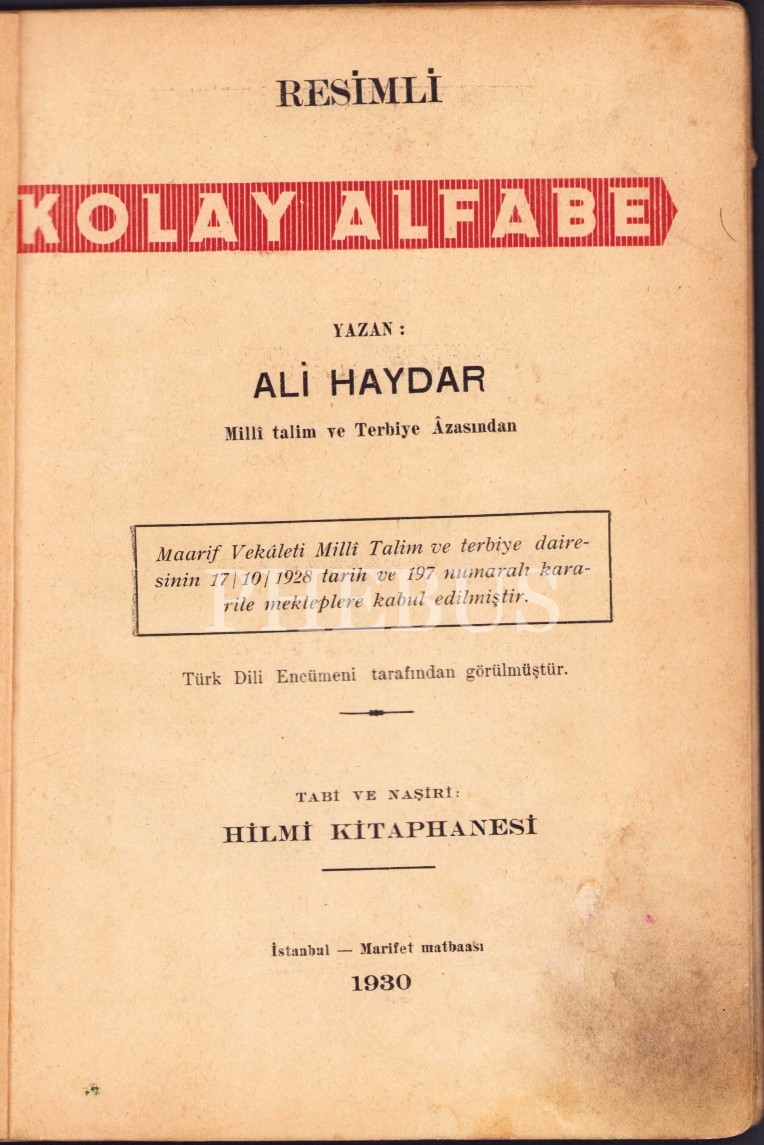 RESİMLİ
KOLAY ALFABE
YAZAN :
ALİ HAYDAR
Millî talim ve Terbiye Âzasından
Maarif Vekâleti Millî Talim ve terbiye daire-
sinin 17/10/1928 tarih ve 197 numaralı kara-
rile mekteplere kabul edilmiştir.
PHEBUS
Türk Dili Encümeni tarafından görülmüştür.
TABİ VE NAŞİRİ:
HİLMİ KİTAPHANESİ
İstanbul — Marifet matbaası
1930